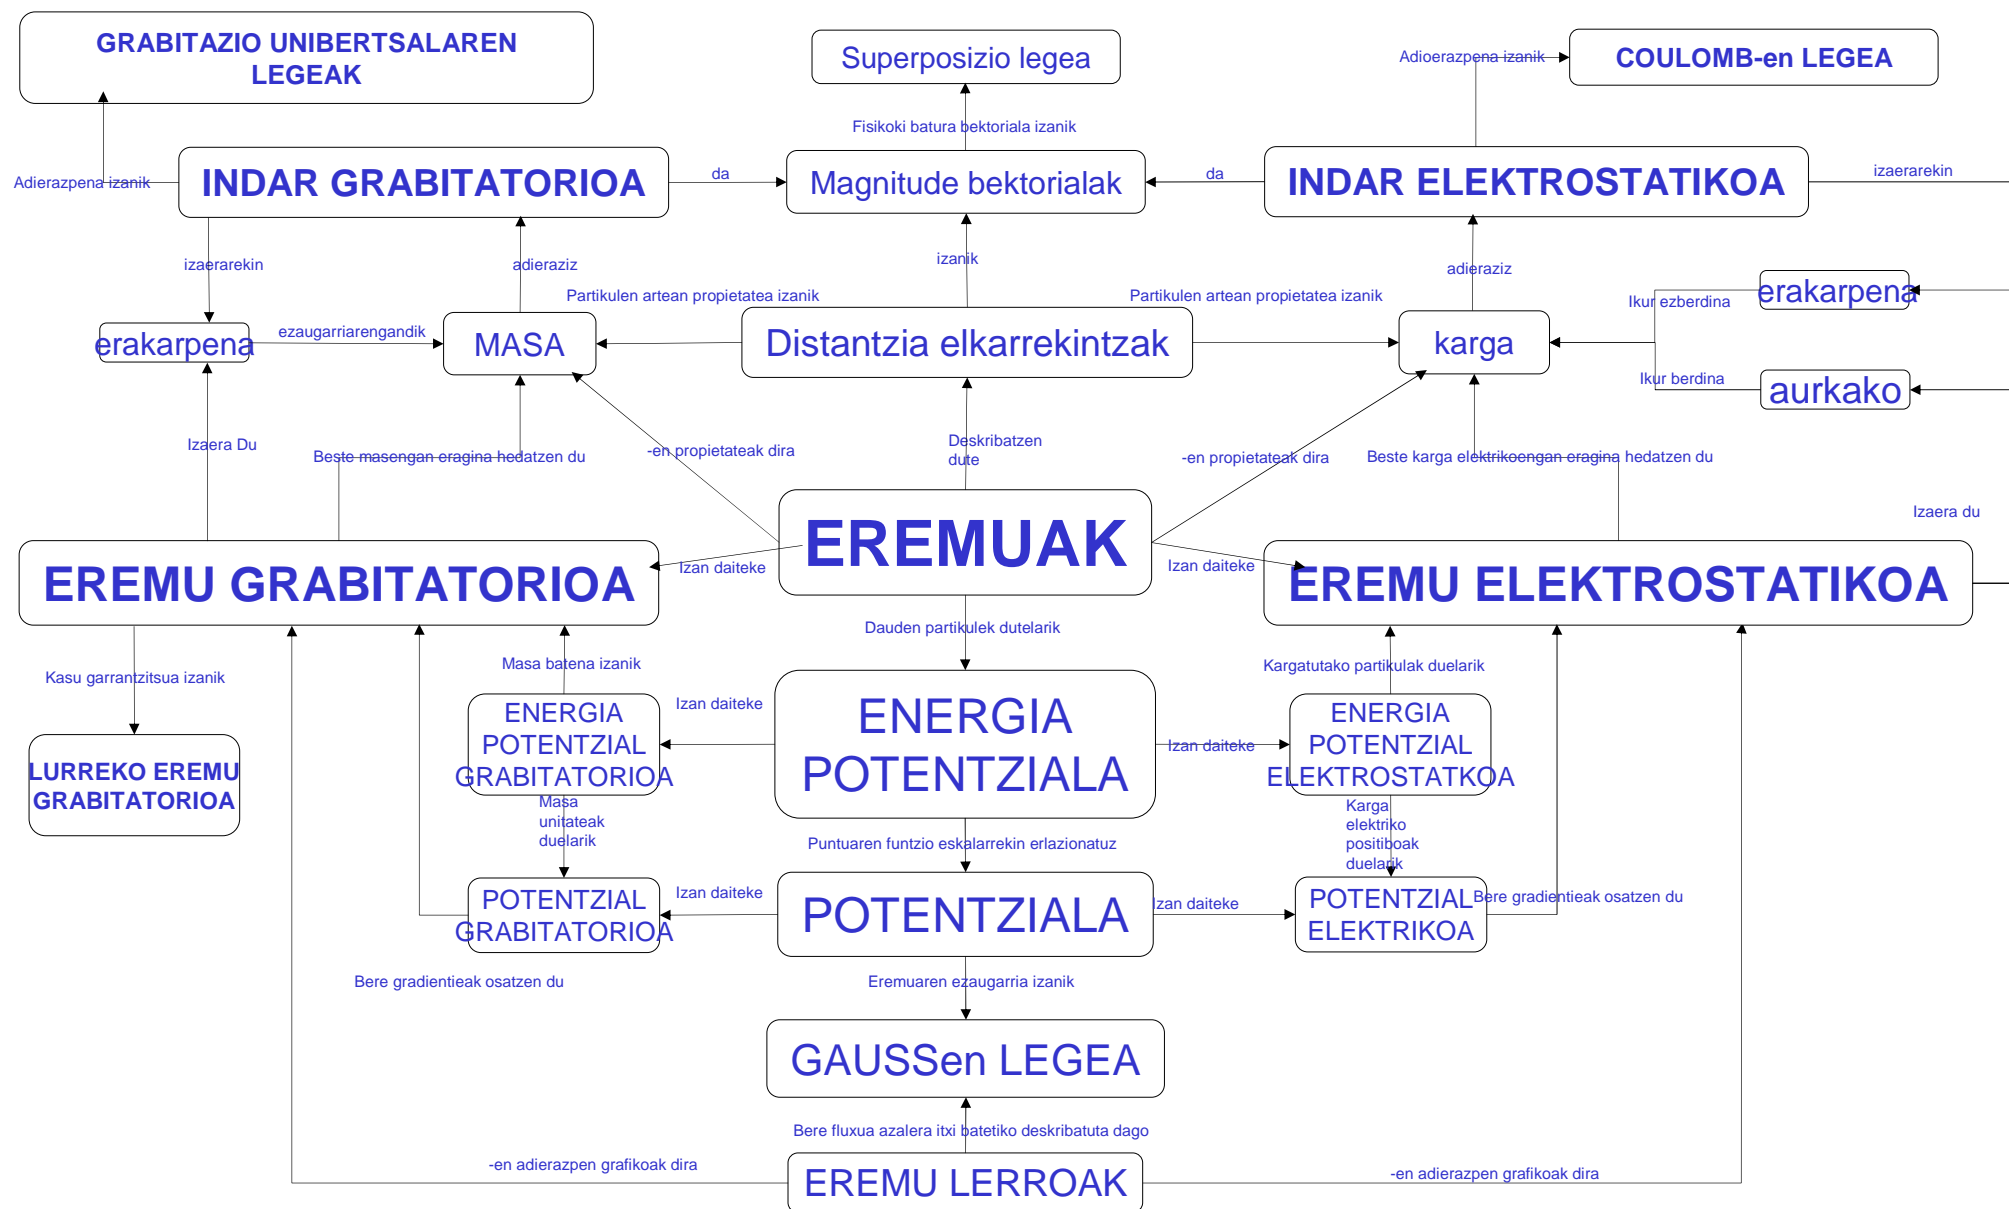 GRABITAZIO UNIBERTSALAREN
LEGEAK
Superposizio legea
Adioerazpena izanik
COULOMB-en LEGEA
Fisikoki batura bektoriala izanik
Adierazpena izanik
INDAR GRABITATORIOA
da
Magnitude bektorialak
da
INDAR ELEKTROSTATIKOA
izaerarekin
izaerarekin
adieraziz
izanik
adieraziz
Partikulen artean propietatea izanik
Partikulen artean propietatea izanik
Ikur ezberdina
erakarpena
erakarpena
ezaugarriarengandik
MASA
Distantzia elkarrekintzak
karga
Ikur berdina
aurkako
Izaera Du
Beste masengan eragina hedatzen du
-en propietateak dira
Deskribatzen
dute
-en propietateak dira
Beste karga elektrikoengan eragina hedatzen du
Izaera du
EREMUAK
EREMU GRABITATORIOA
Izan daiteke
Izan daiteke
EREMU ELEKTROSTATIKOA
Dauden partikulek dutelarik
Kasu garrantzitsua izanik
Masa batena izanik
Kargatutako partikulak duelarik
Izan daiteke
ENERGIA
POTENTZIAL
GRABITATORIOA
ENERGIA
POTENTZIALA
Izan daiteke
ENERGIA
POTENTZIAL
ELEKTROSTATKOA
LURREKO EREMU
GRABITATORIOA
Masa
unitateak
duelarik
Karga
elektriko
positiboak
duelarik
Puntuaren funtzio eskalarrekin erlazionatuz
Izan daiteke
POTENTZIAL
GRABITATORIOA
POTENTZIALA
Izan daiteke
POTENTZIAL
ELEKTRIKOA
Bere gradientieak osatzen du
Bere gradientieak osatzen du
Eremuaren ezaugarria izanik
GAUSSen LEGEA
Bere fluxua azalera itxi batetiko deskribatuta dago
-en adierazpen grafikoak dira
EREMU LERROAK
-en adierazpen grafikoak dira